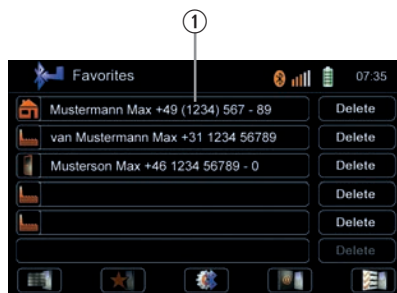 1
Favorites 07:35
Mustermann Max +49 (1234) 567 - 89 Delete
van Mustermann Max +31 1234 56789 Delete
Musterson Max +46 1234 56789 - 0 Delete
Delete
Delete
Delete